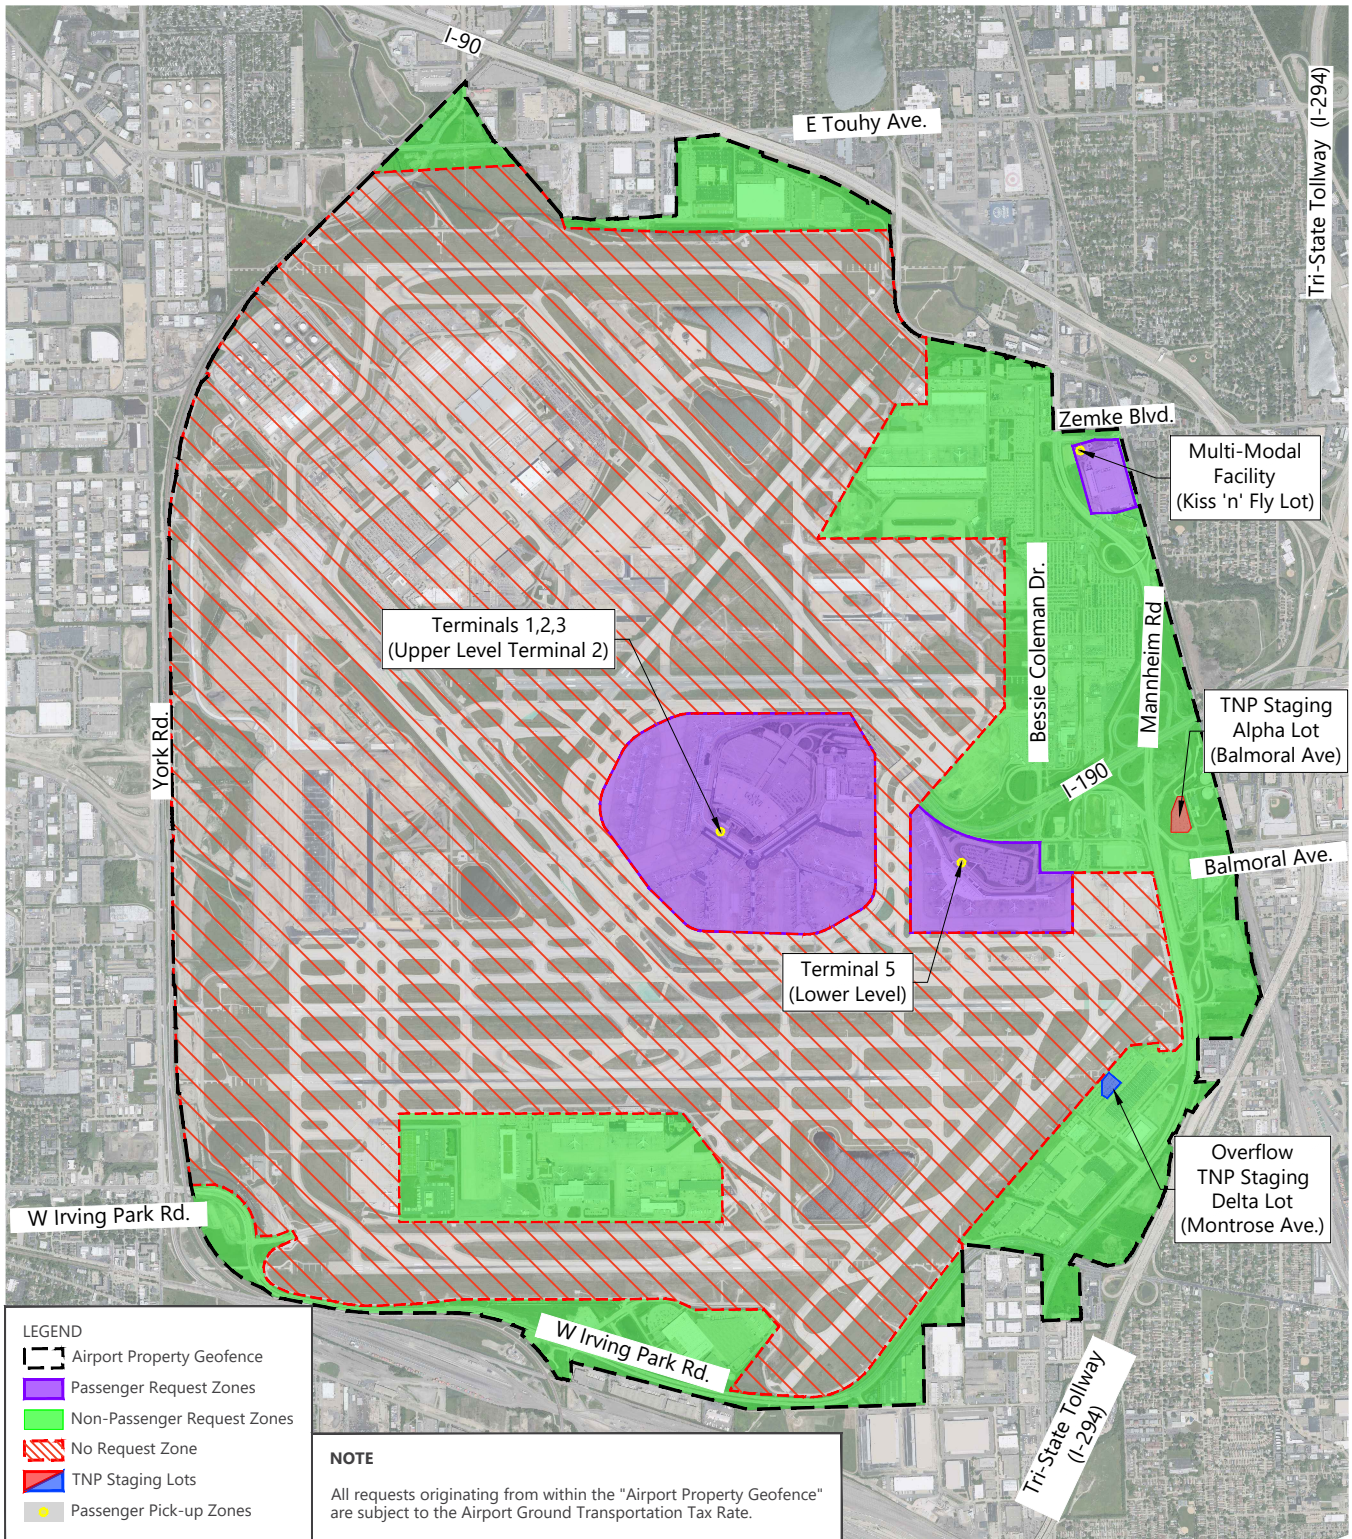 I-90
E Touhy Ave.
Tri-State Tollway (I-294)
Zemke Blvd.
Multi-Modal
Facility
(Kiss 'n' Fly Lot)
Bessie Coleman Dr.
Mannheim Rd
Terminals 1,2,3
(Upper Level Terminal 2)
TNP Staging
Alpha Lot
(Balmoral Ave)
York Rd.
I-190
Balmoral Ave.
Terminal 5
(Lower Level)
Overflow
TNP Staging
Delta Lot
(Montrose Ave.)
W Irving Park Rd.
W Irving Park Rd.
Tri-State Tollway
(I-294)
LEGEND
Airport Property Geofence
Passenger Request Zones
Non-Passenger Request Zones
No Request Zone
TNP Staging Lots
Passenger Pick-up Zones
NOTE
All requests originating from within the "Airport Property Geofence"
are subject to the Airport Ground Transportation Tax Rate.